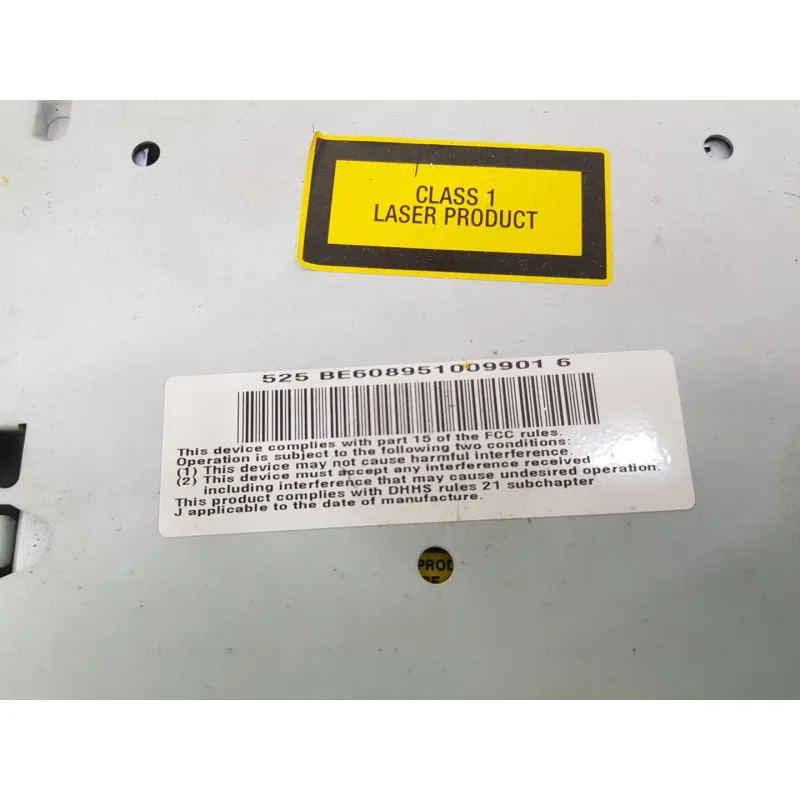 CLASS 1
LASER PRODUCT
525 BE608951009901 6
This device complies with part 15 of the FCC rules.
Operation is subject to the following two conditions:
(1) This device may not cause harmful interference.
(2) This device must accept any interference received
including interference that may cause undesired operation.
This product complies with DHHS rules 21 subchapter
J applicable to the date of manufacture.
PROD